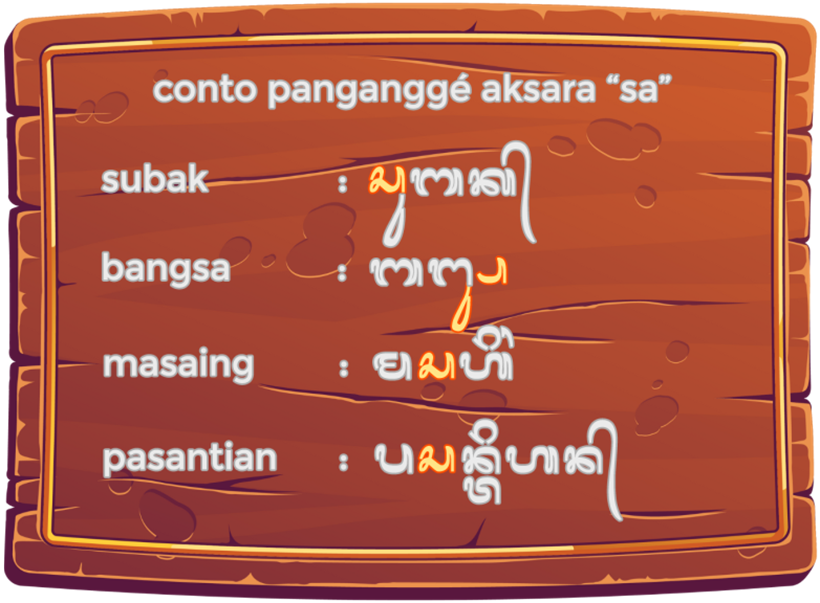 conto panganggé aksara “sa”
subak : ᬲᬸᬩᬓ᭄
bangsa : ᬩᬗ᭄ᬲ
masaing : ᬫᬲᬳᬶᬂ
pasantian : ᬧᬲᬦ᭄ᬢᬶᬳᬦ᭄